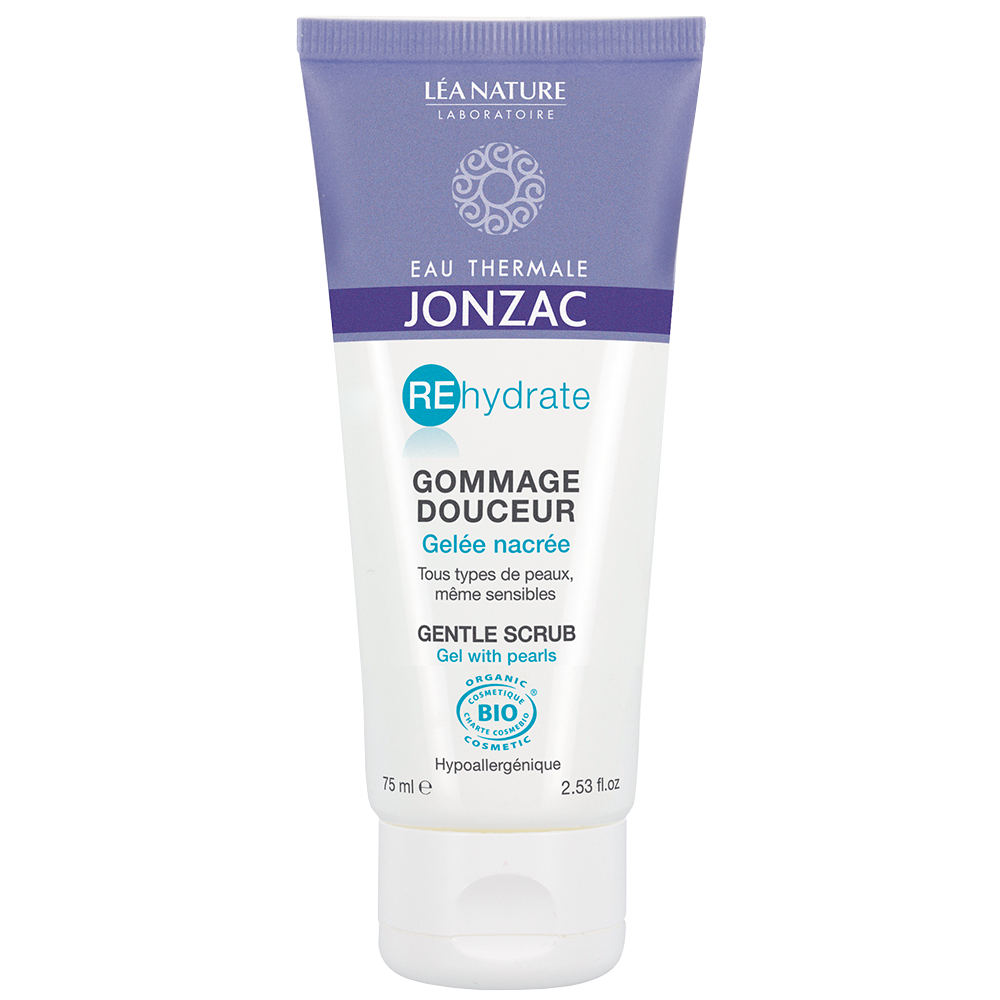 LÉA NATURE
LABORATOIRE
EAU THERMALE
JONZAC
REhydrate
GOMMAGE
DOUCEUR
Gelée nacrée
Tous types de peaux,
même sensibles
GENTLE SCRUB
Gel with pearls
ORGANIC
COSMETIQUE ®
BIO
CHARTE COSMEBIO
COSMETIC
Hypoallergénique
75 ml ℮
2.53 fl.oz